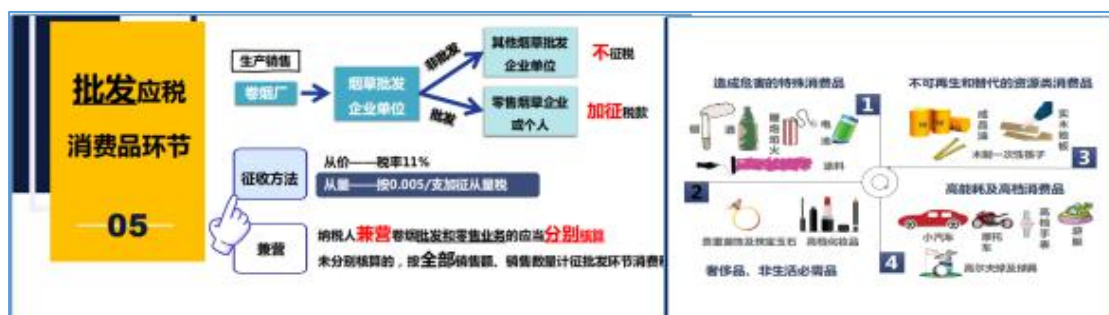 批发应税
消费品环节
05
生产销售
卷烟厂
烟草批发
企业单位
非批发
批发
其他烟草批发
企业单位
不征税
零售烟草企业
或个人
加征税款
征收方法
从价——税率11%
从量——按0.005/支加征从量税
兼营
纳税人兼营卷烟批发和零售业务的应当分别核算
未分别核算的，按全部销售额、销售数量计征批发环节消费税
造成危害的特殊消费品
1
烟
酒
鞭炮焰火
电池
涂料
不可再生和替代的资源类消费品
成品油
实木地板
木制一次性筷子
3
2
贵重首饰及珠宝玉石
高档化妆品
奢侈品、非生活必需品
高能耗及高档消费品
小汽车
摩托车
高档手表
游艇
4
高尔夫球及球具